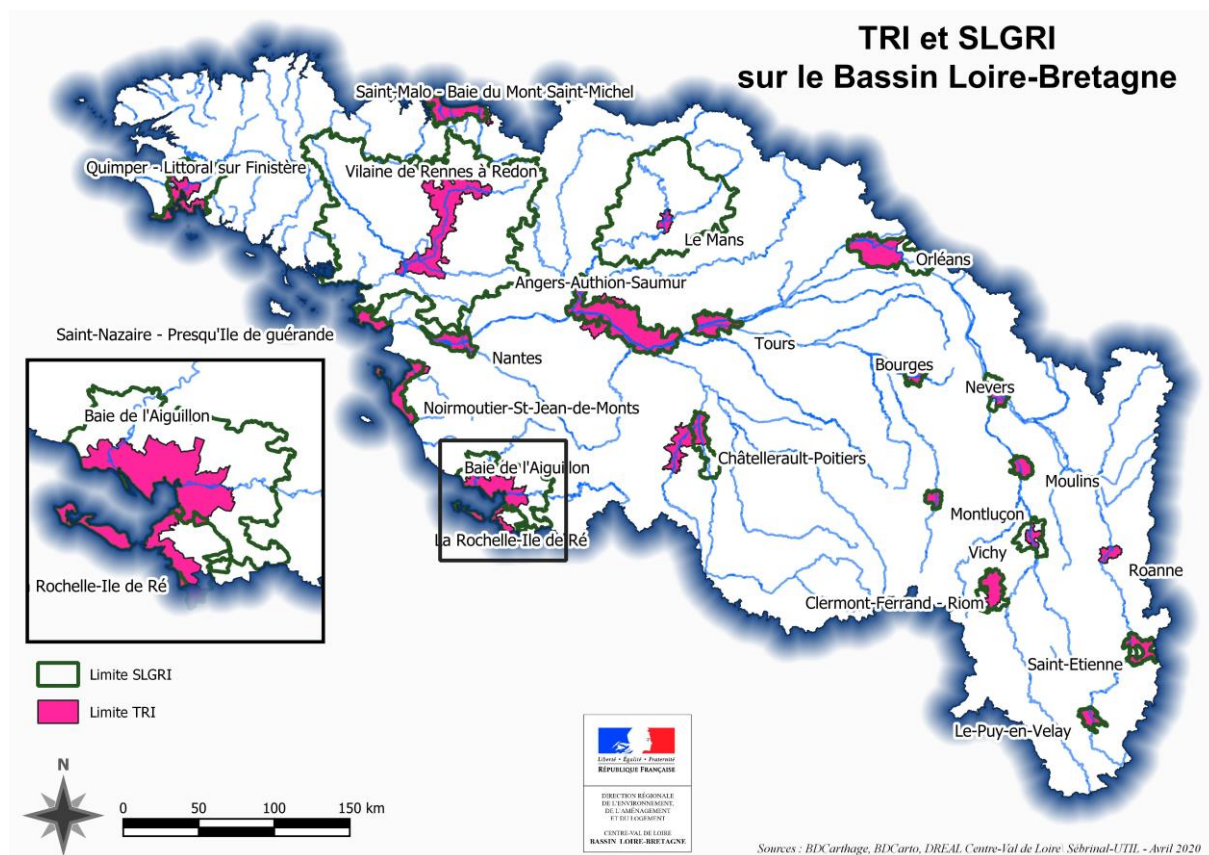 TRI et SLGRI
sur le Bassin Loire-Bretagne
Saint-Malo - Baie du Mont Saint-Michel
Quimper - Littoral sur Finistère
Vilaine de Rennes à Redon
Le Mans
Orléans
Angers-Authion-Saumur
Saint-Nazaire - Presqu'Ile de guérande
Nantes
Tours
Bourges
Nevers
Noirmoutier-St-Jean-de-Monts
Baie de l'Aiguillon
Baie de l'Aiguillon
Châtellerault-Poitiers
Moulins
Montluçon
La Rochelle-Ile de Ré
Vichy
Roanne
Rochelle-Ile de Ré
Clermont-Ferrand - Riom
Saint-Etienne
Limite SLGRI
Limite TRI
Le-Puy-en-Velay
N
0 50 100 150 km
Liberté • Égalité • Fraternité
RÉPUBLIQUE FRANÇAISE
DIRECTION RÉGIONALE
DE L'ENVIRONNEMENT,
DE L'AMÉNAGEMENT
ET DU LOGEMENT
CENTRE-VAL DE LOIRE
BASSIN LOIRE-BRETAGNE
Sources : BDCarthage, BDCarto, DREAL Centre-Val de Loire\ Sébrinal-UTIL - Avril 2020